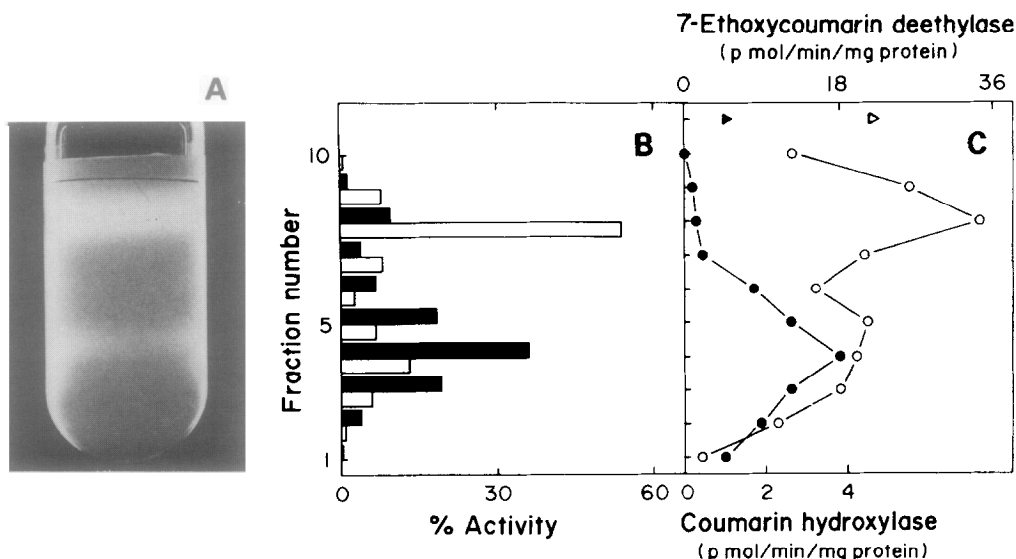 A
7-Ethoxycoumarin deethylase
(p mol/min/mg protein)
0 18 36
B
C
10
5
1
Fraction number
0 30 60
% Activity
0 2 4
Coumarin hydroxylase
(p mol/min/mg protein)